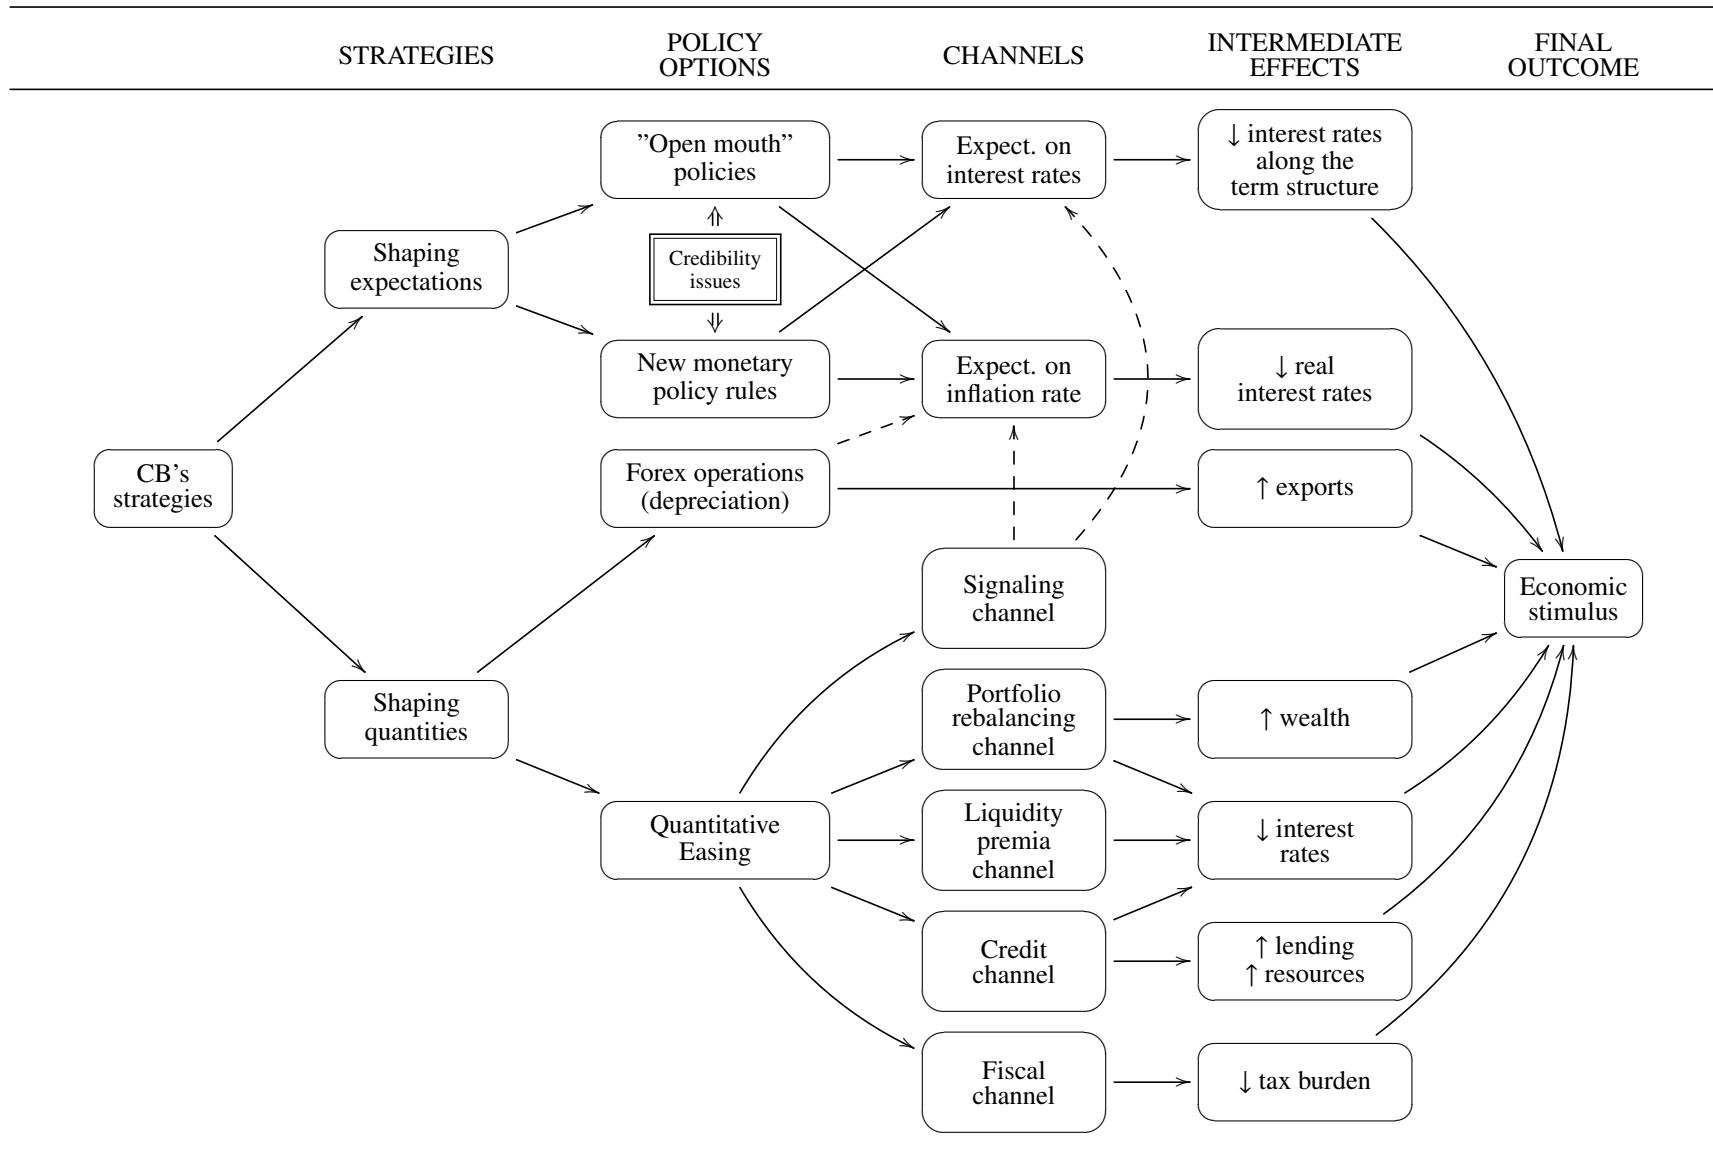 STRATEGIES
POLICY
OPTIONS
CHANNELS
INTERMEDIATE
EFFECTS
FINAL
OUTCOME
”Open mouth”
policies
Expect. on
interest rates
↓ interest rates
along the
term structure
Shaping
expectations
Credibility
issues
New monetary
policy rules
Expect. on
inflation rate
↓ real
interest rates
CB’s
strategies
Forex operations
(depreciation)
↑ exports
Signaling
channel
Economic
stimulus
Shaping
quantities
Portfolio
rebalancing
channel
↑ wealth
Quantitative
Easing
Liquidity
premia
channel
↓ interest
rates
Credit
channel
↑ lending
↑ resources
Fiscal
channel
↓ tax burden